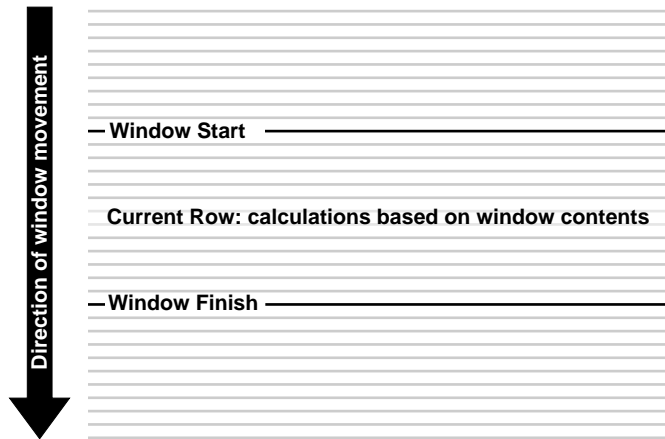 Direction of window movement
Window Start
Current Row: calculations based on window contents
Window Finish